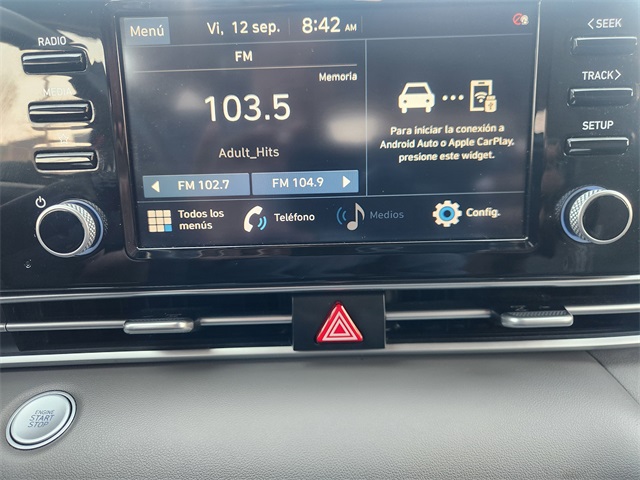 Menú
Vi, 12 sep.
8:42 AM
FM
Memoria
103.5
Adult_Hits
FM 102.7
FM 104.9
Para iniciar la conexión a
Android Auto o Apple CarPlay,
presione este widget.
Todos los
menús
Teléfono
Medios
Config.
RADIO
MEDIA
< SEEK
TRACK >
SETUP
ENGINE
START
STOP